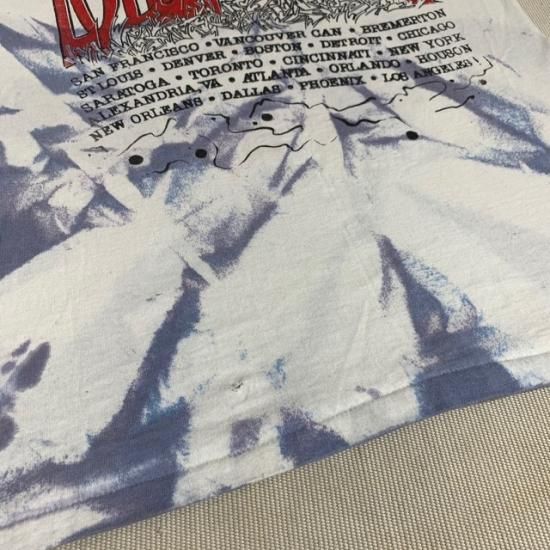 SAN FRANCISCO · VANCOUVER CAN · BREMERTON
ST LOUIS · DENVER · BOSTON · DETROIT · CHICAGO
SARATOGA · TORONTO · CINCINNATI · NEW YORK
ALEXANDRIA, VA · ATLANTA · ORLANDO · HOUSON
NEW ORLEANS · DALLAS · PHOENIX · LOS ANGELES!